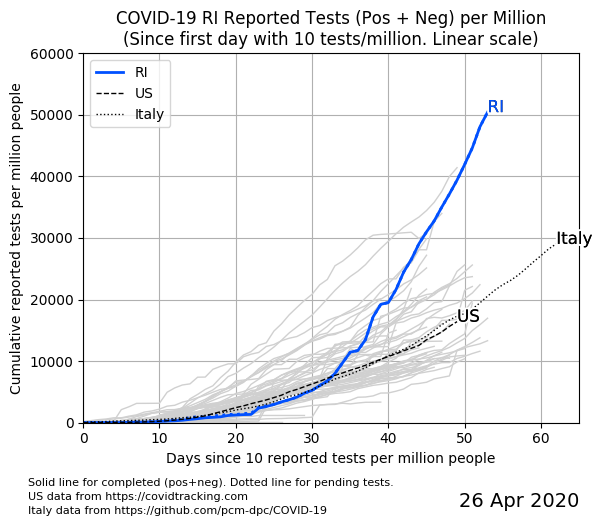 COVID-19 RI Reported Tests (Pos + Neg) per Million
(Since first day with 10 tests/million. Linear scale)
60000
50000
40000
30000
20000
10000
0
Cumulative reported tests per million people
RI
US
Italy
RI
Italy
US
0 10 20 30 40 50 60
Days since 10 reported tests per million people
Solid line for completed (pos+neg). Dotted line for pending tests.
US data from https://covidtracking.com
Italy data from https://github.com/pcm-dpc/COVID-19
26 Apr 2020